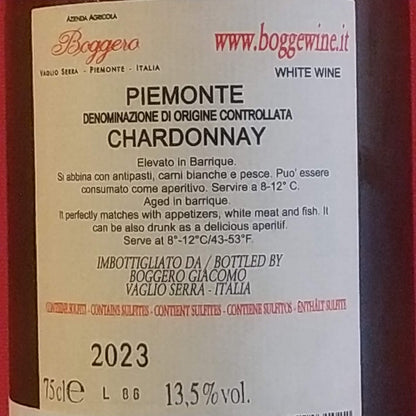 AZIENDA AGRICOLA
Boggero
VAGLIO SERRA - PIEMONTE - ITALIA
www.boggewine.it
WHITE WINE
PIEMONTE
DENOMINAZIONE DI ORIGINE CONTROLLATA
CHARDONNAY
Elevato in Barrique.
Si abbina con antipasti, carni bianche e pesce. Puo' essere
consumato come aperitivo. Servire a 8-12° C.
Aged in barrique.
It perfectly matches with appetizers, white meat and fish. It
can be also drunk as a delicious aperitif.
Serve at 8°-12°C/43-53°F.
IMBOTTIGLIATO DA / BOTTLED BY
BOGGERO GIACOMO
VAGLIO SERRA - ITALIA
CONTIENE SOLFITI - CONTAINS SULFITES - CONTIENT SULFITES - CONTIENE SULFITOS - ENTHÄLT SULFITE
2023
75cl e L 06 13,5% vol.